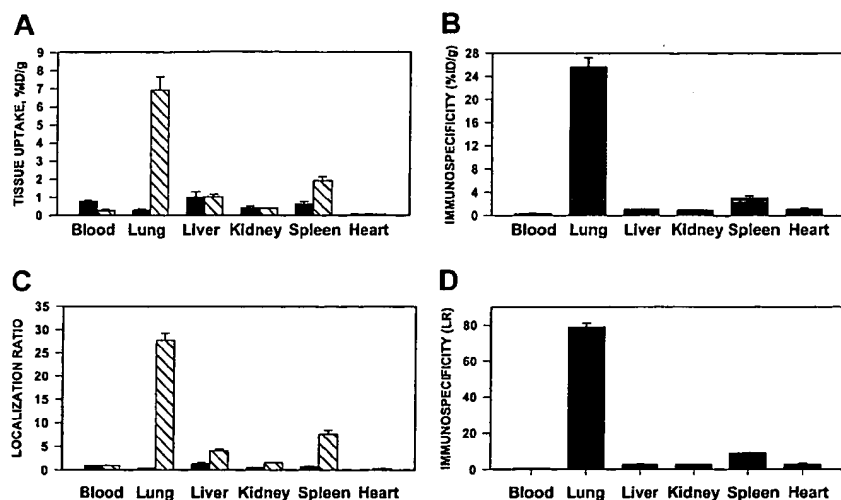 A
TISSUE UPTAKE, %ID/g
9
8
7
6
5
4
3
2
1
0
Blood Lung Liver Kidney Spleen Heart
B
IMMUNOSPECIFICITY (%ID/g)
28
24
20
16
12
8
4
0
Blood Lung Liver Kidney Spleen Heart
C
LOCALIZATION RATIO
35
30
25
20
15
10
5
0
Blood Lung Liver Kidney Spleen Heart
D
IMMUNOSPECIFICITY (LR)
80
60
40
20
0
Blood Lung Liver Kidney Spleen Heart